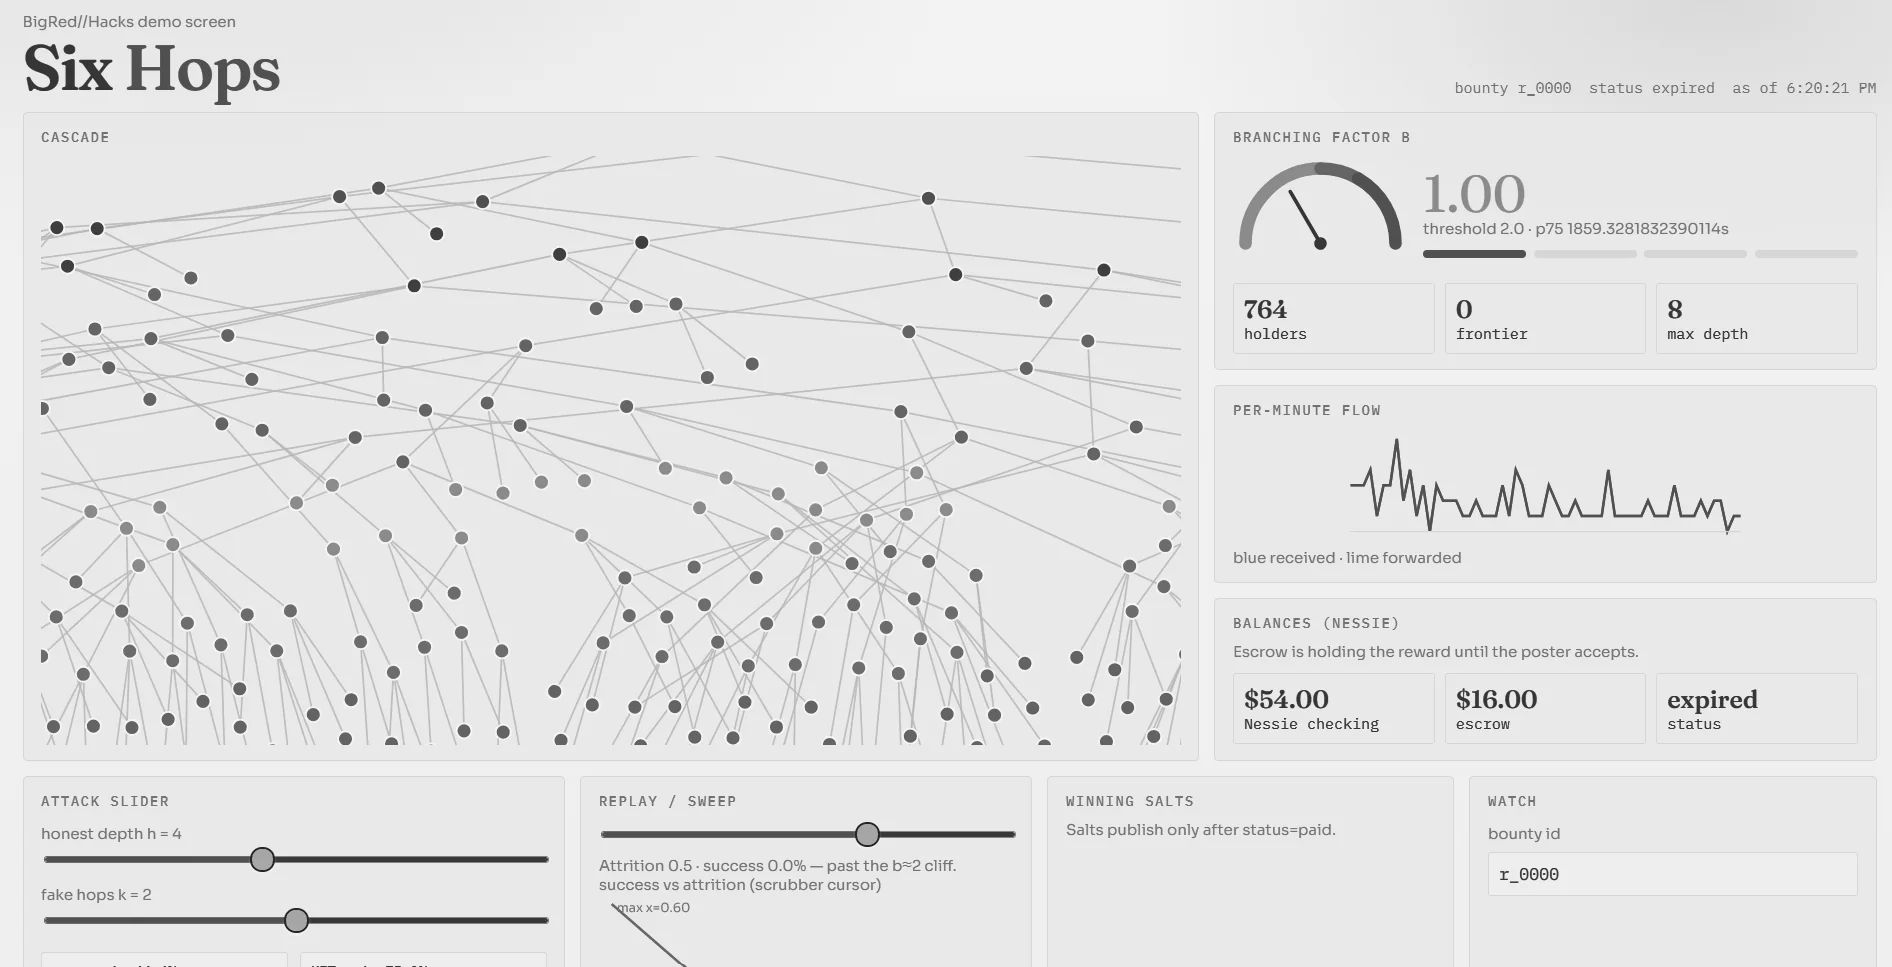 BigRed//Hacks demo screen
Six Hops
bounty r_0000 status expired as of 6:20:21 PM
CASCADE
BRANCHING FACTOR B
1.00
threshold 2.0 · p75 1859.3281832390114s
764
holders
0
frontier
8
max depth
PER-MINUTE FLOW
blue received · lime forwarded
BALANCES (NESSIE)
Escrow is holding the reward until the poster accepts.
$54.00
Nessie checking
$16.00
escrow
expired
status
ATTACK SLIDER
honest depth h = 4
fake hops k = 2
REPLAY / SWEEP
Attrition 0.5 · success 0.0% — past the b≈2 cliff.
success vs attrition (scrubber cursor)
max x=0.60
WINNING SALTS
Salts publish only after status=paid.
WATCH
bounty id
r_0000